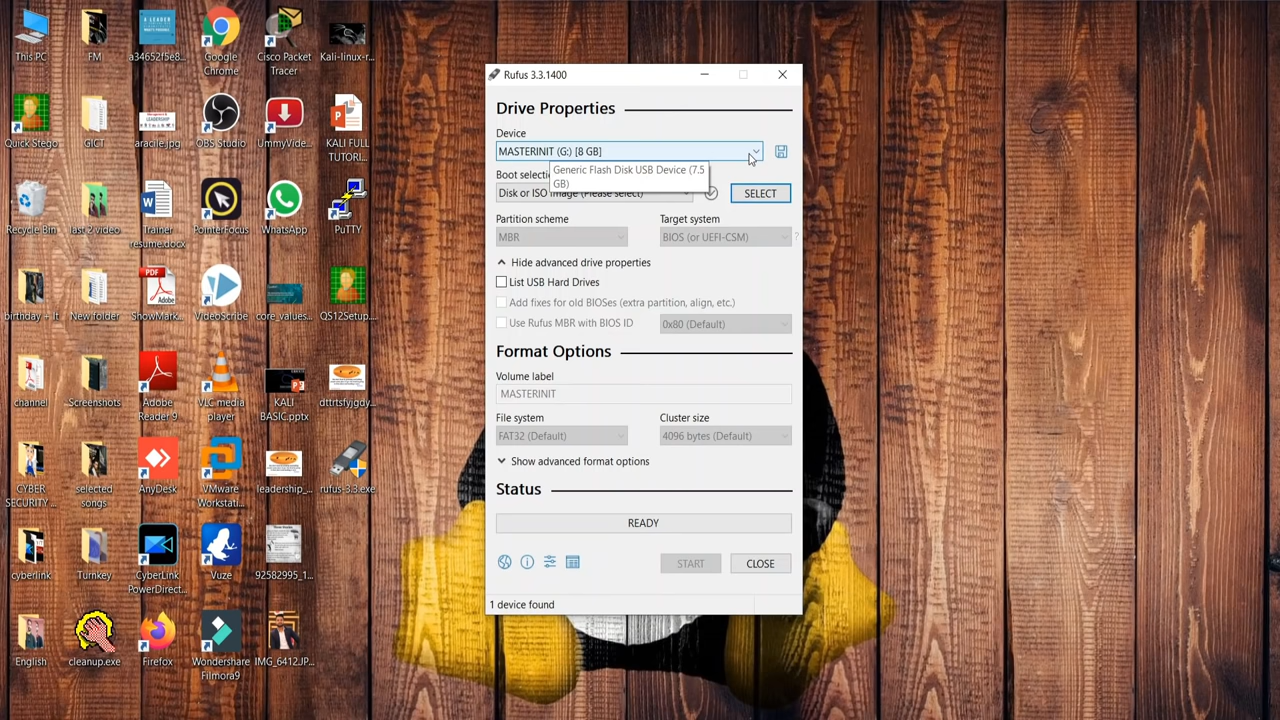 This PC
FM
a34652f5e8...
Google
Chrome
Cisco Packet
Tracer
Kali-linux-r...
Quick Stego
GICT
aracile.jpg
OBS Studio
UmmyVide...
KALI FULL
TUTORI...
Recycle Bin
last 2 video
Trainer
resume.docx
PointerFocus
WhatsApp
PuTTY
birthday + It
New folder
ShowMark...
VideoScribe
core_values...
QS12Setup....
channel
Screenshots
Adobe
Reader 9
VLC media
player
KALI
BASIC.pptx
dttrtsfyjgdy...
CYBER
SECURITY ...
selected
songs
AnyDesk
VMware
Workstati...
leadership_...
rufus-3.3.exe
cyberlink
Turnkey
CyberLink
PowerDirect...
Vuze
92582995_1...
English
cleanup.exe
Firefox
Wondershare
Filmora9
IMG_6412.JP...
A LEADER
PDF
Adobe
Rufus 3.3.1400
Drive Properties
Device
MASTERINIT (G:) [8 GB]
Generic Flash Disk USB Device (7.5
GB)
Boot selecti
Disk or ISO image (Please select)
SELECT
Partition scheme
Target system
MBR
BIOS (or UEFI-CSM)
?
Hide advanced drive properties
List USB Hard Drives
Add fixes for old BIOSes (extra partition, align, etc.)
Use Rufus MBR with BIOS ID
0x80 (Default)
Format Options
Volume label
MASTERINIT
File system
Cluster size
FAT32 (Default)
4096 bytes (Default)
Show advanced format options
Status
READY
START
CLOSE
1 device found